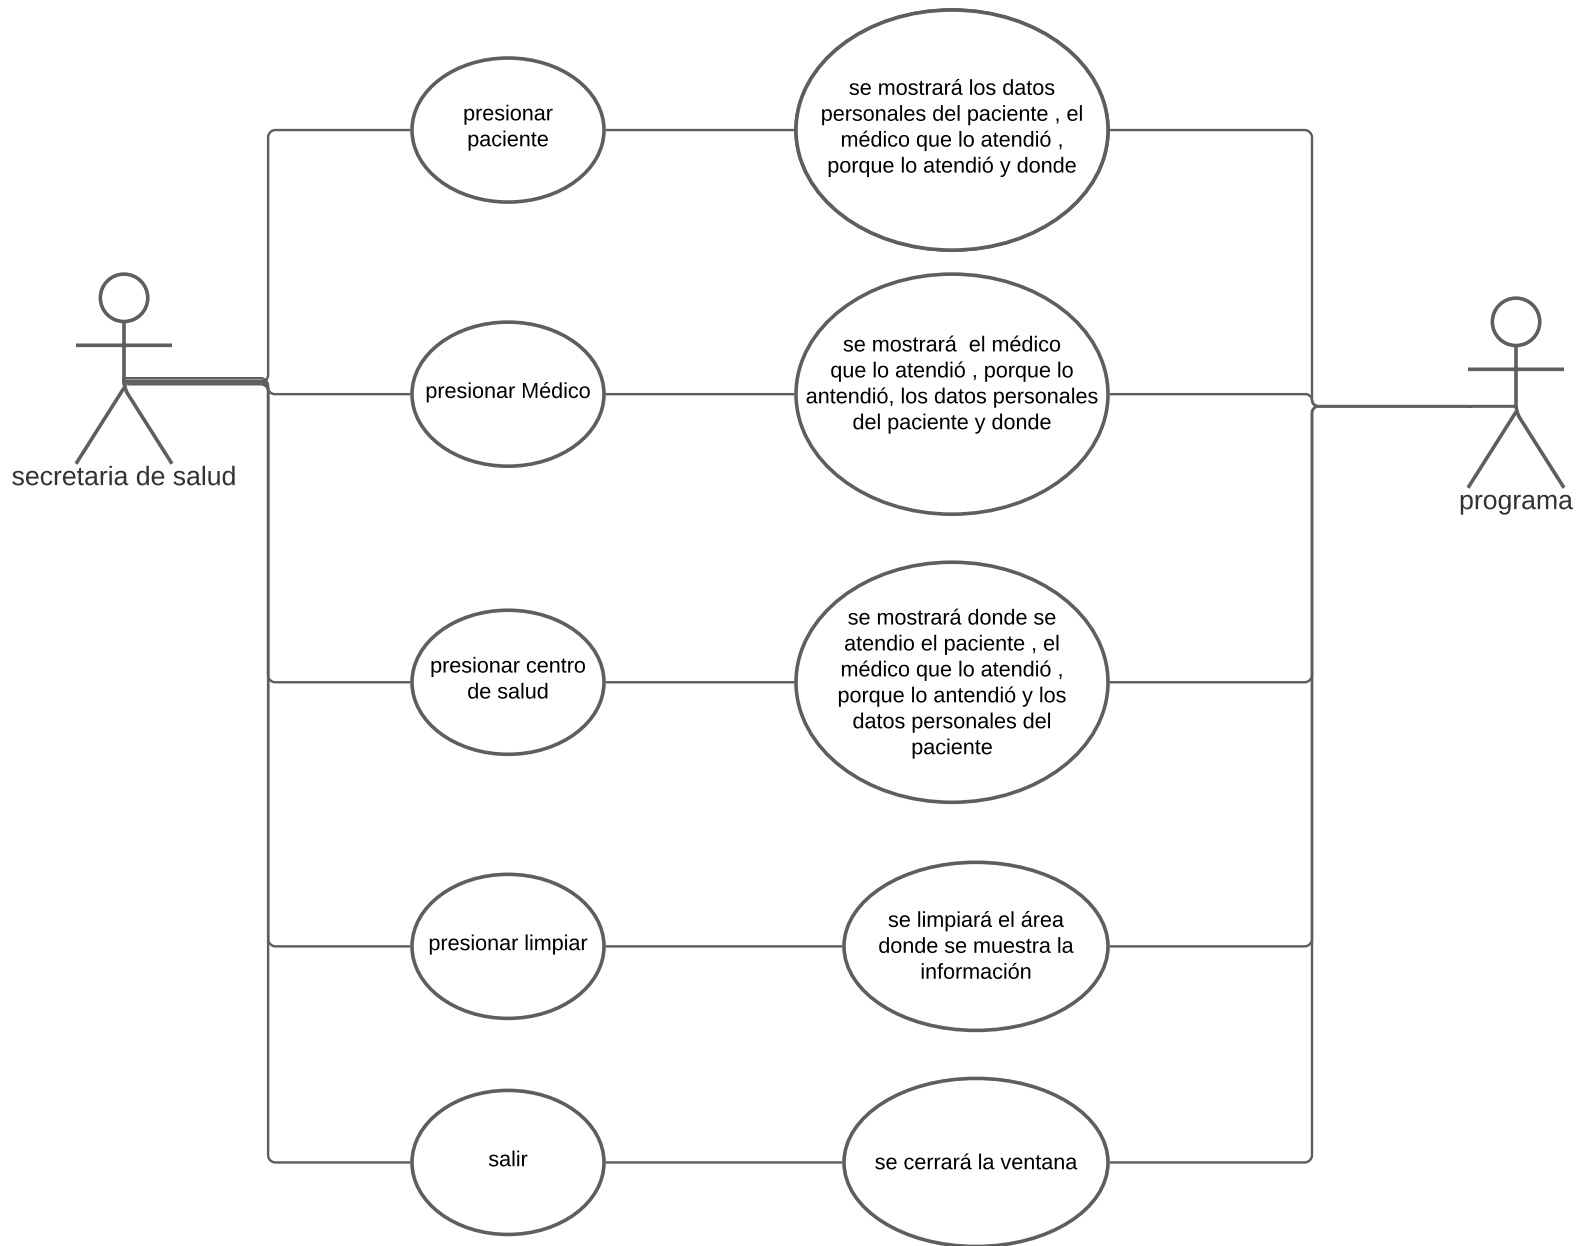 presionar
paciente
se mostrará los datos
personales del paciente , el
médico que lo atendió ,
porque lo atendió y donde
secretaria de salud
presionar Médico
se mostrará  el médico
que lo atendió , porque lo
antendió, los datos personales
del paciente y donde
programa
presionar centro
de salud
se mostrará donde se
atendio el paciente , el
médico que lo atendió ,
porque lo antendió y los
datos personales del
paciente
presionar limpiar
se limpiará el área
donde se muestra la
información
salir
se cerrará la ventana